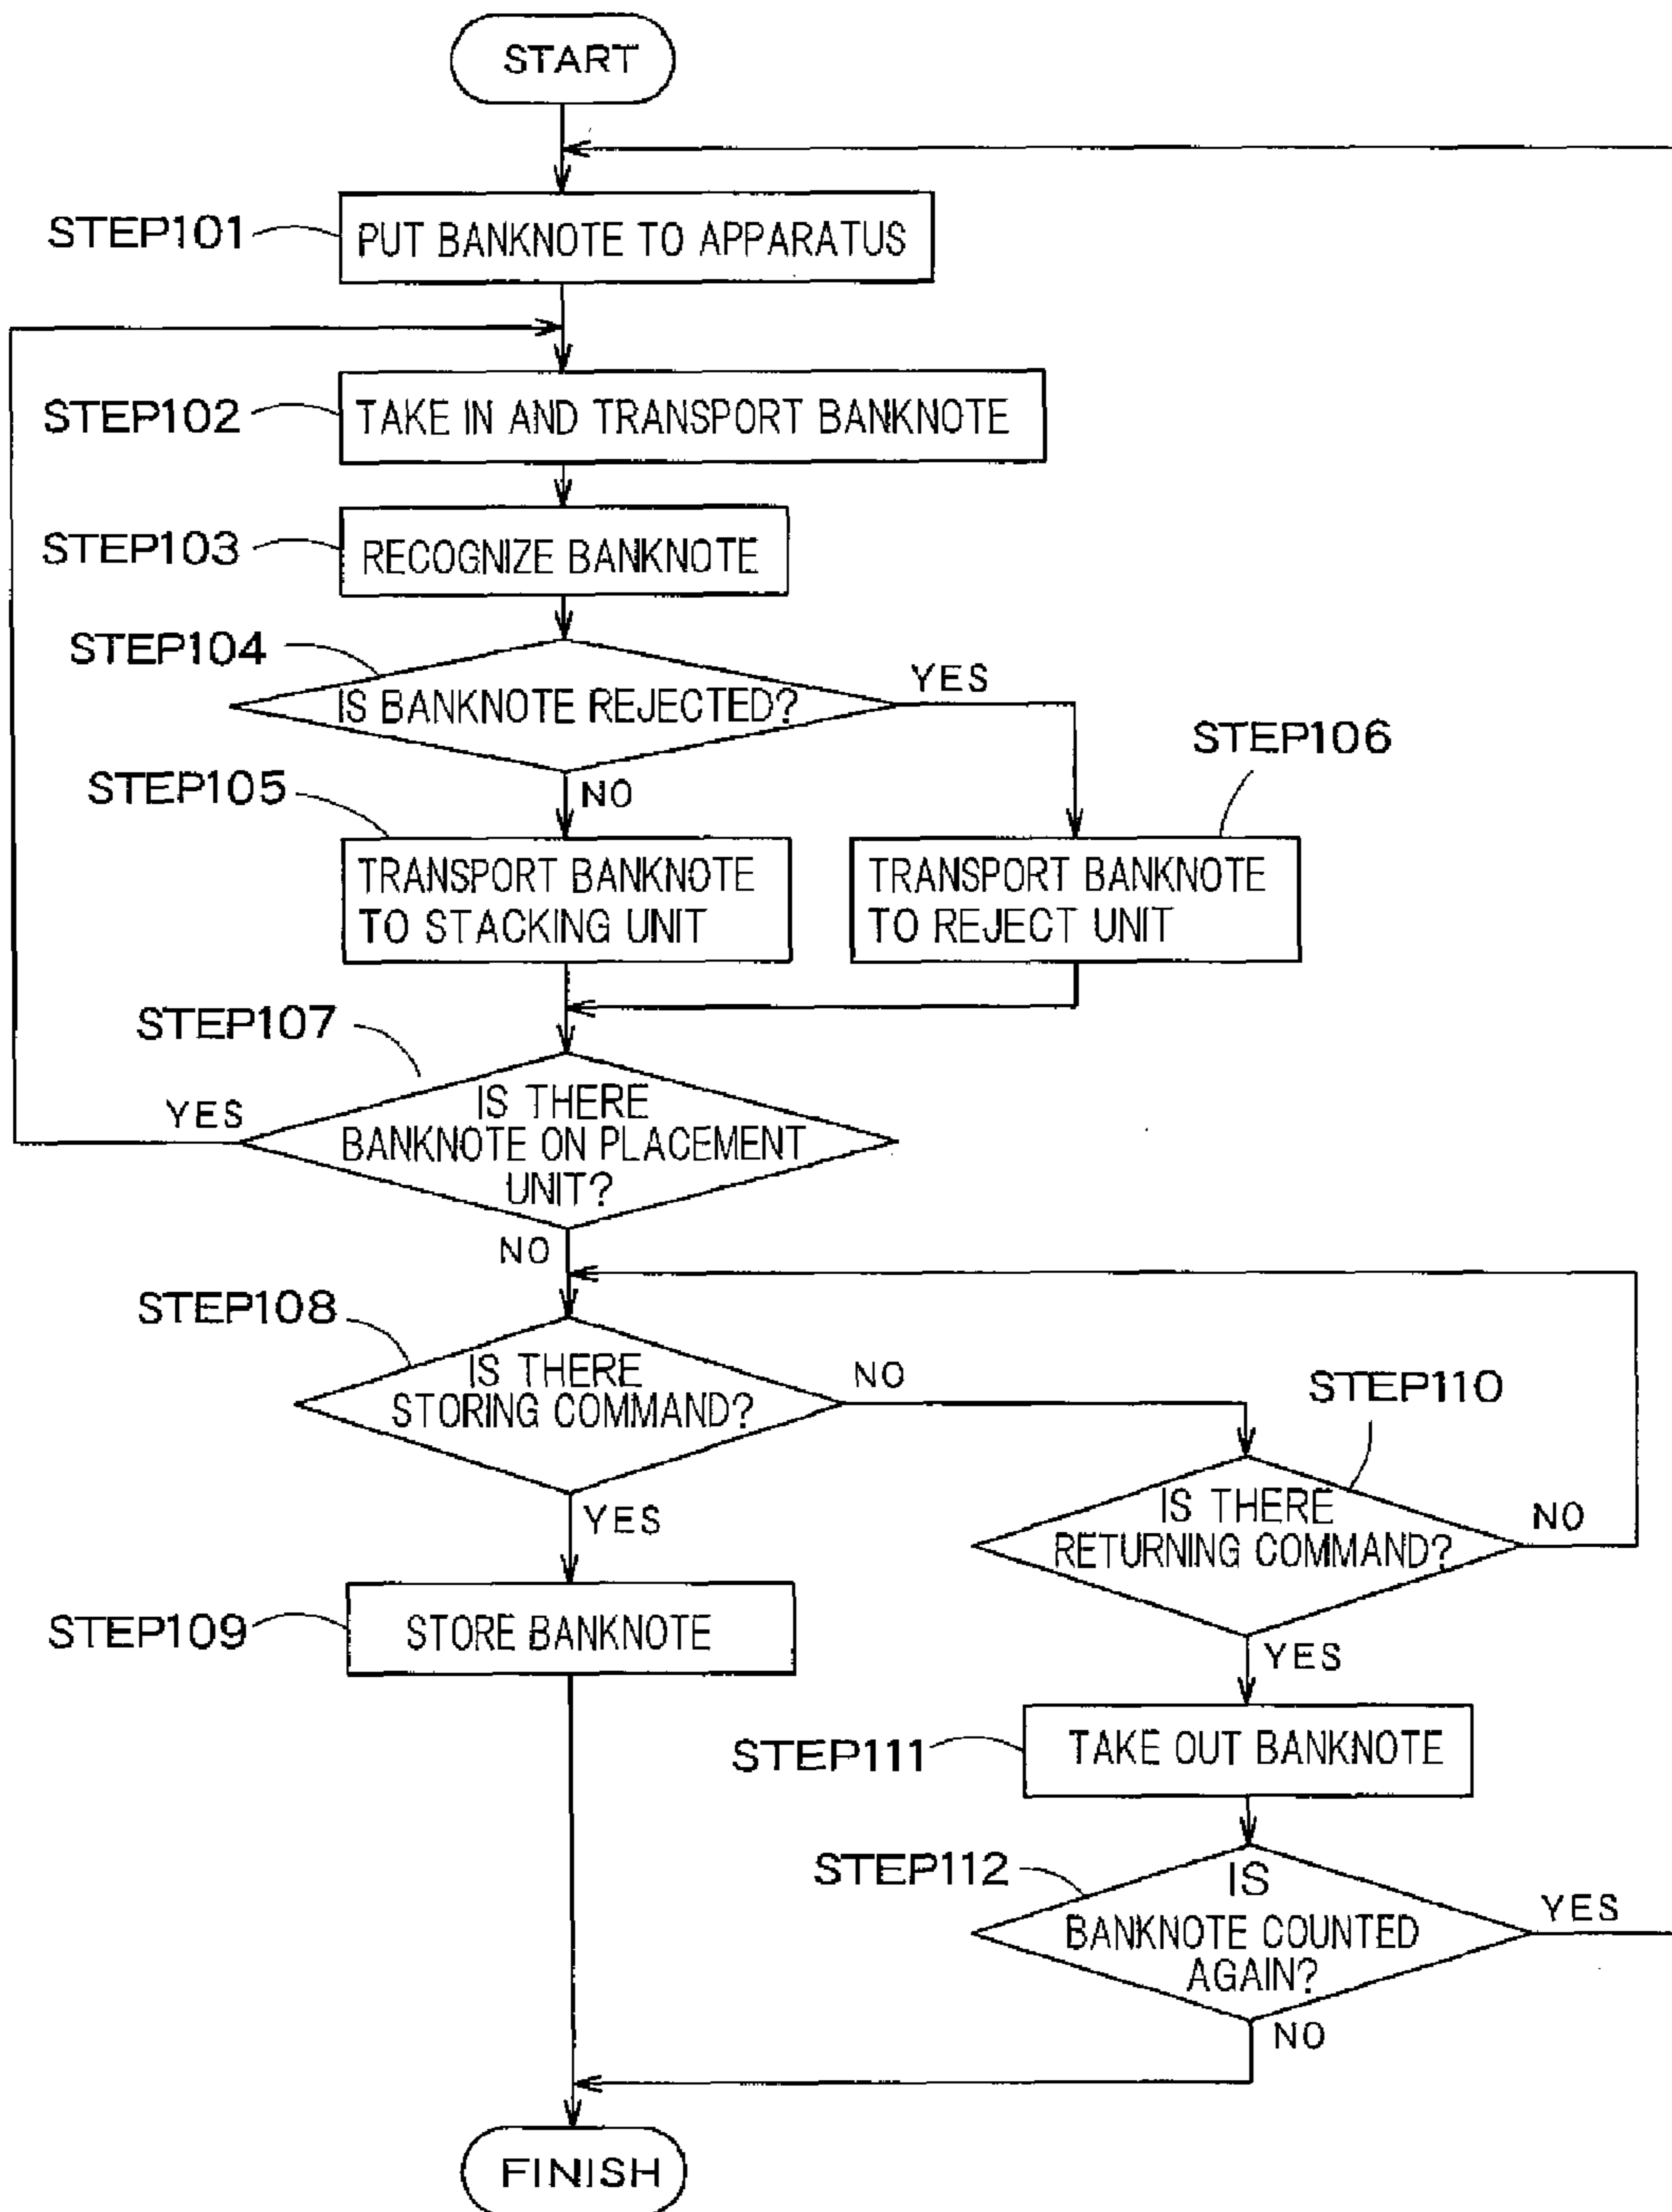 START
STEP101
PUT BANKNOTE TO APPARATUS
STEP102
TAKE IN AND TRANSPORT BANKNOTE
STEP103
RECOGNIZE BANKNOTE
STEP104
IS BANKNOTE REJECTED?
YES
NO
STEP105
TRANSPORT BANKNOTE
TO STACKING UNIT
STEP106
TRANSPORT BANKNOTE
TO REJECT UNIT
STEP107
IS THERE
BANKNOTE ON PLACEMENT
UNIT?
YES
NO
STEP108
IS THERE
STORING COMMAND?
NO
YES
STEP109
STORE BANKNOTE
STEP110
IS THERE
RETURNING COMMAND?
NO
YES
STEP111
TAKE OUT BANKNOTE
STEP112
IS
BANKNOTE COUNTED
AGAIN?
YES
NO
FINISH